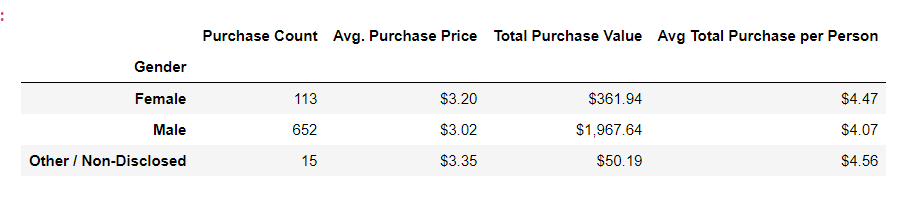 :
Purchase Count Avg. Purchase Price Total Purchase Value Avg Total Purchase per Person
Gender
Female 113 $3.20 $361.94 $4.47
Male 652 $3.02 $1,967.64 $4.07
Other / Non-Disclosed 15 $3.35 $50.19 $4.56